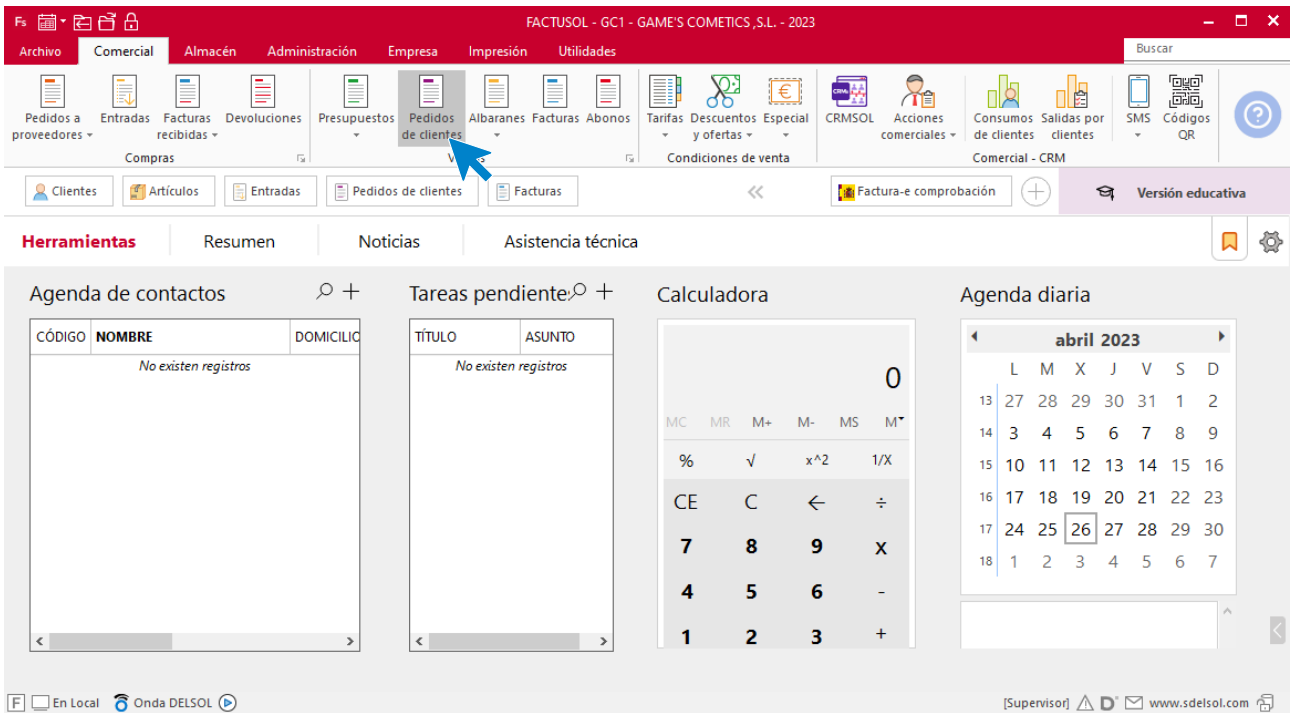 Fs FACTUSOL - GC1 - GAME'S COMETICS ,S.L. - 2023
Archivo Comercial Almacén Administración Empresa Impresión Utilidades Buscar
Pedidos a Entradas Facturas Devoluciones Presupuestos Pedidos Albaranes Facturas Abonos Tarifas Descuentos Especial CRMSOL Acciones Consumos Salidas por SMS Códigos
proveedores recibidas de clientes y ofertas comerciales de clientes clientes QR
Compras Condiciones de venta Comercial - CRM
Clientes Artículos Entradas Pedidos de clientes Facturas Factura-e comprobación Versión educativa
Herramientas Resumen Noticias Asistencia técnica
Agenda de contactos Tareas pendiente Calculadora Agenda diaria
CÓDIGO NOMBRE DOMICILIO TÍTULO ASUNTO abril 2023
No existen registros No existen registros
L M X J V S D
0
13 27 28 29 30 31 1 2
MC MR M+ M- MS M
14 3 4 5 6 7 8 9
% √ x^2 1/X 15 10 11 12 13 14 15 16
CE C ← ÷ 16 17 18 19 20 21 22 23
17 24 25 26 27 28 29 30
7 8 9 x
18 1 2 3 4 5 6 7
4 5 6 -
1 2 3 +
F En Local Onda DELSOL [Supervisor] D www.sdelsol.com